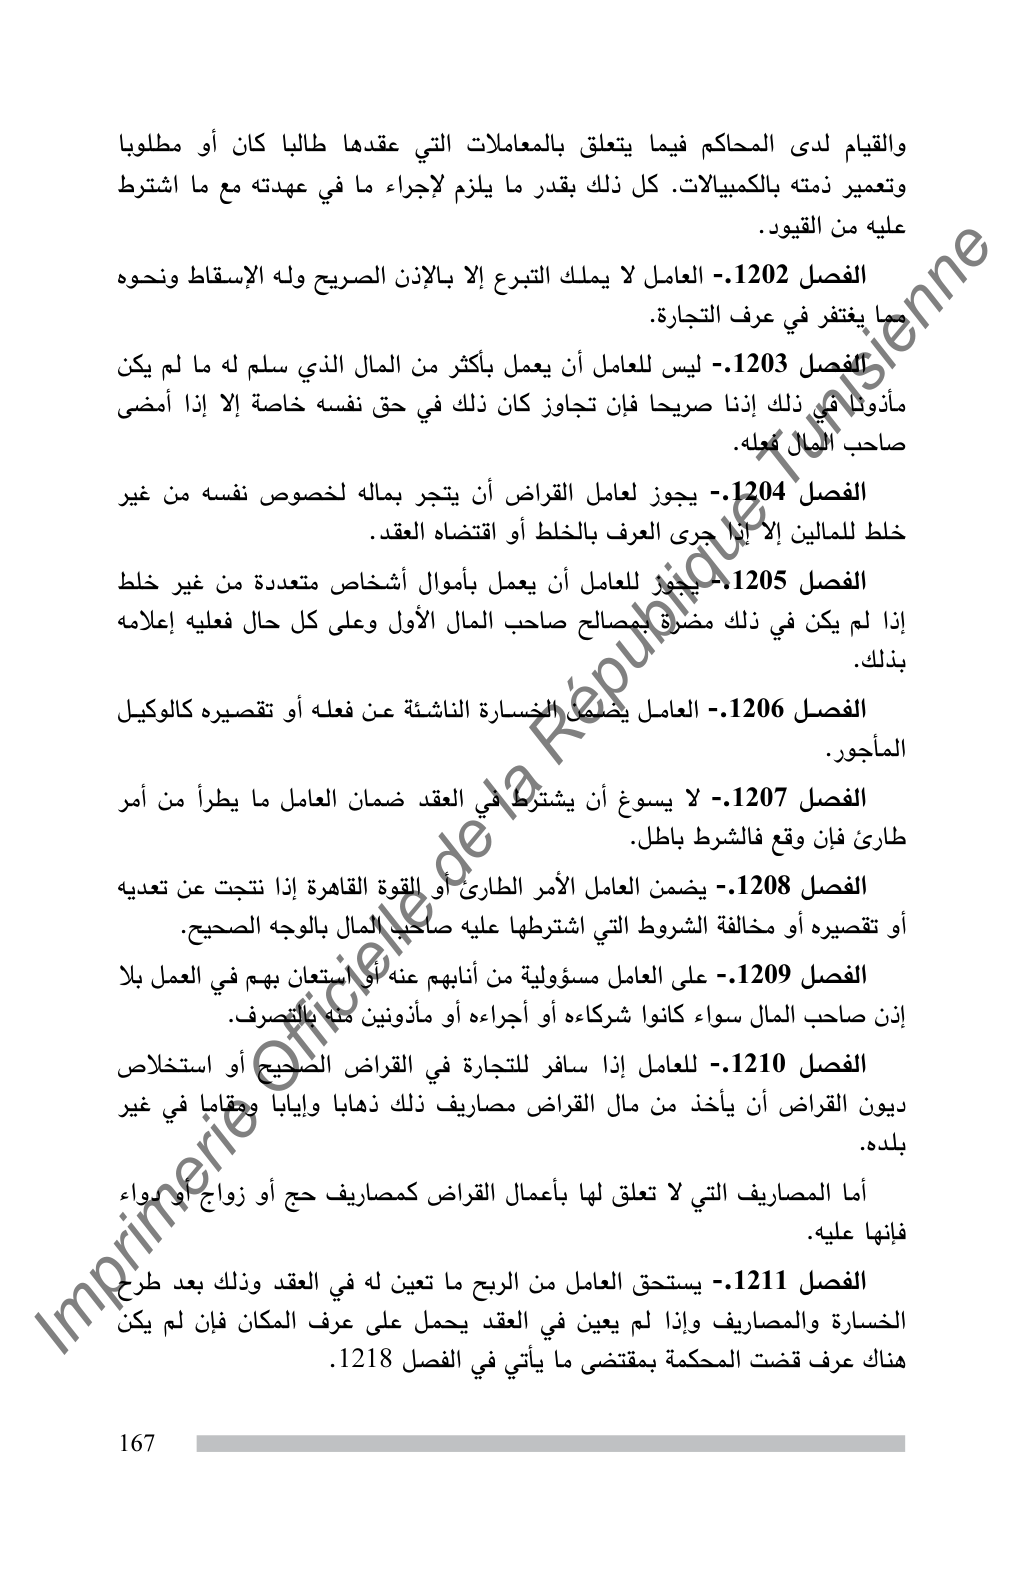 والقيام لدى المحاكم فيما يتعلق بالمعاملات التي عقدها طالبا كان أو مطلوبا
وتعمير ذمته بالكمبيالات. كل ذلك بقدر ما يلزم لإجراء ما في عهدته مع ما اشترط
عليه من القيود.
الفصل 1202.- العامل لا يملك التبرع إلا بالإذن الصريح وله الإسقاط ونحوه
مما يغتفر في عرف التجارة.
الفصل 1203.- ليس للعامل أن يعمل بأكثر من المال الذي سلم له ما لم يكن
مأذونا في ذلك إذنا صريحا فإن تجاوز كان ذلك في حق نفسه خاصة إلا إذا أمضى
صاحب المال فعله.
الفصل 1204.- يجوز لعامل القراض أن يتجر بماله لخصوص نفسه من غير
خلط للمالين إلا إذا جرى العرف بالخلط أو اقتضاه العقد.
الفصل 1205.- يجوز للعامل أن يعمل بأموال أشخاص متعددة من غير خلط
إذا لم يكن في ذلك مضرة بمصالح صاحب المال الأول وعلى كل حال فعليه إعلامه
بذلك.
الفصل 1206.- العامل يضمن الخسارة الناشئة عن فعله أو تقصيره كالوكيل
المأجور.
الفصل 1207.- لا يسوغ أن يشترط في العقد ضمان العامل ما يطرأ من أمر
طارئ فإن وقع فالشرط باطل.
الفصل 1208.- يضمن العامل الأمر الطارئ أو القوة القاهرة إذا نتجت عن تعديه
أو تقصيره أو مخالفة الشروط التي اشترطها عليه صاحب المال بالوجه الصحيح.
الفصل 1209.- على العامل مسؤولية من أنابهم عنه أو استعان بهم في العمل بلا
إذن صاحب المال سواء كانوا شركاءه أو أجراءه أو مأذونين منه بالتصرف.
الفصل 1210.- للعامل إذا سافر للتجارة في القراض الصحيح أو استخلاص
ديون القراض أن يأخذ من مال القراض مصاريف ذلك ذهابا وإيابا ومقاما في غير
بلده.
أما المصاريف التي لا تعلق لها بأعمال القراض كمصاريف حج أو زواج أو دواء
فإنها عليه.
الفصل 1211.- يستحق العامل من الربح ما تعين له في العقد وذلك بعد طرح
الخسارة والمصاريف وإذا لم يعين في العقد يحمل على عرف المكان فإن لم يكن
هناك عرف قضت المحكمة بمقتضى ما يأتي في الفصل 1218.
167
Imprimerie Officielle de la République Tunisienne